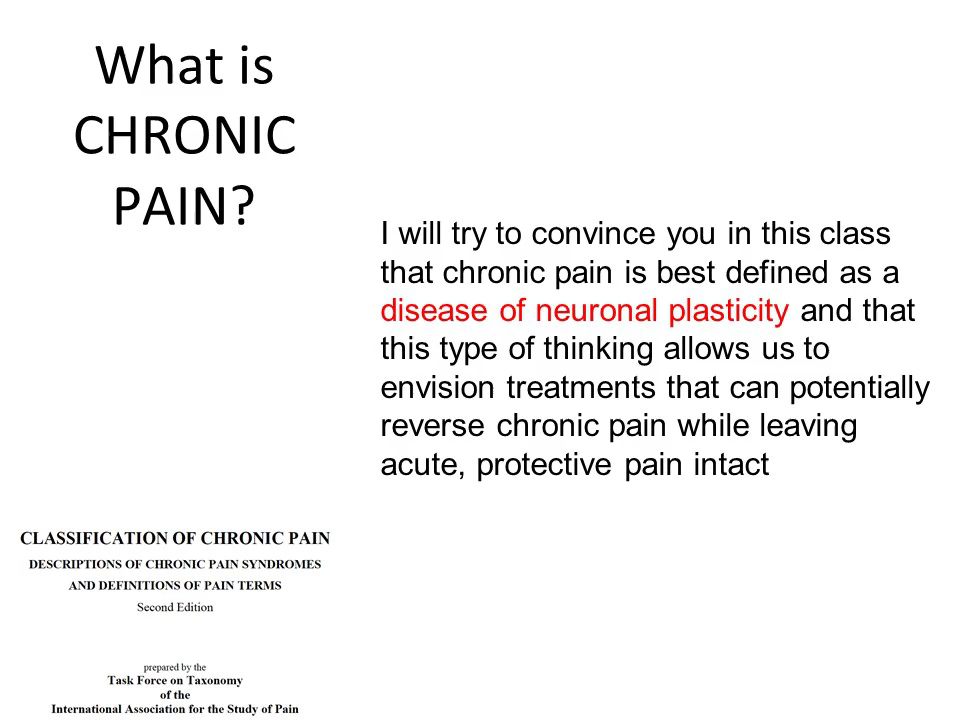 What is
CHRONIC
PAIN?
I will try to convince you in this class
that chronic pain is best defined as a
disease of neuronal plasticity and that
this type of thinking allows us to
envision treatments that can potentially
reverse chronic pain while leaving
acute, protective pain intact
CLASSIFICATION OF CHRONIC PAIN
DESCRIPTIONS OF CHRONIC PAIN SYNDROMES
AND DEFINITIONS OF PAIN TERMS
Second Edition
prepared by the
Task Force on Taxonomy
of the
International Association for the Study of Pain